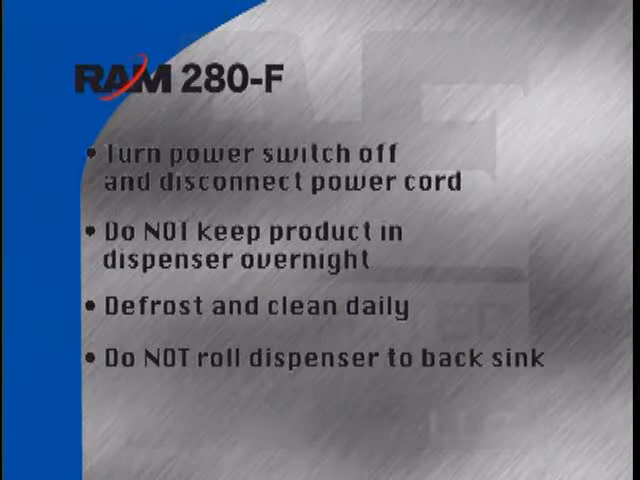 RAM 280-F
• Turn power switch off
and disconnect power cord
• Do NOT keep product in
dispenser overnight
• Defrost and clean daily
• Do NOT roll dispenser to back sink